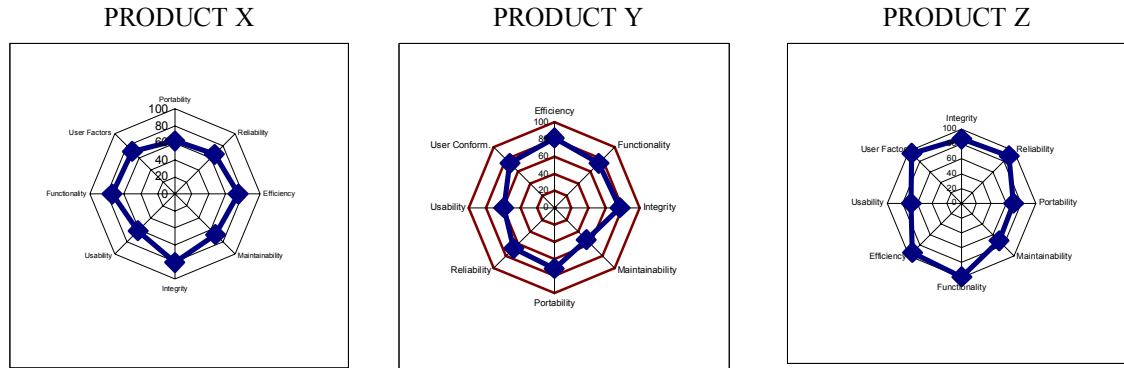 PRODUCT X
Portability
100
80
60
40
20
0
Reliability
Efficiency
Maintainability
Integrity
Usability
Functionality
User Factors
PRODUCT Y
Efficiency
100
80
60
40
20
0
Functionality
Integrity
Maintainability
Portability
Reliability
Usability
User Conform.
PRODUCT Z
Integrity
100
80
60
40
20
0
Reliability
Portability
Maintainability
Functionality
Efficiency
Usability
User Factors